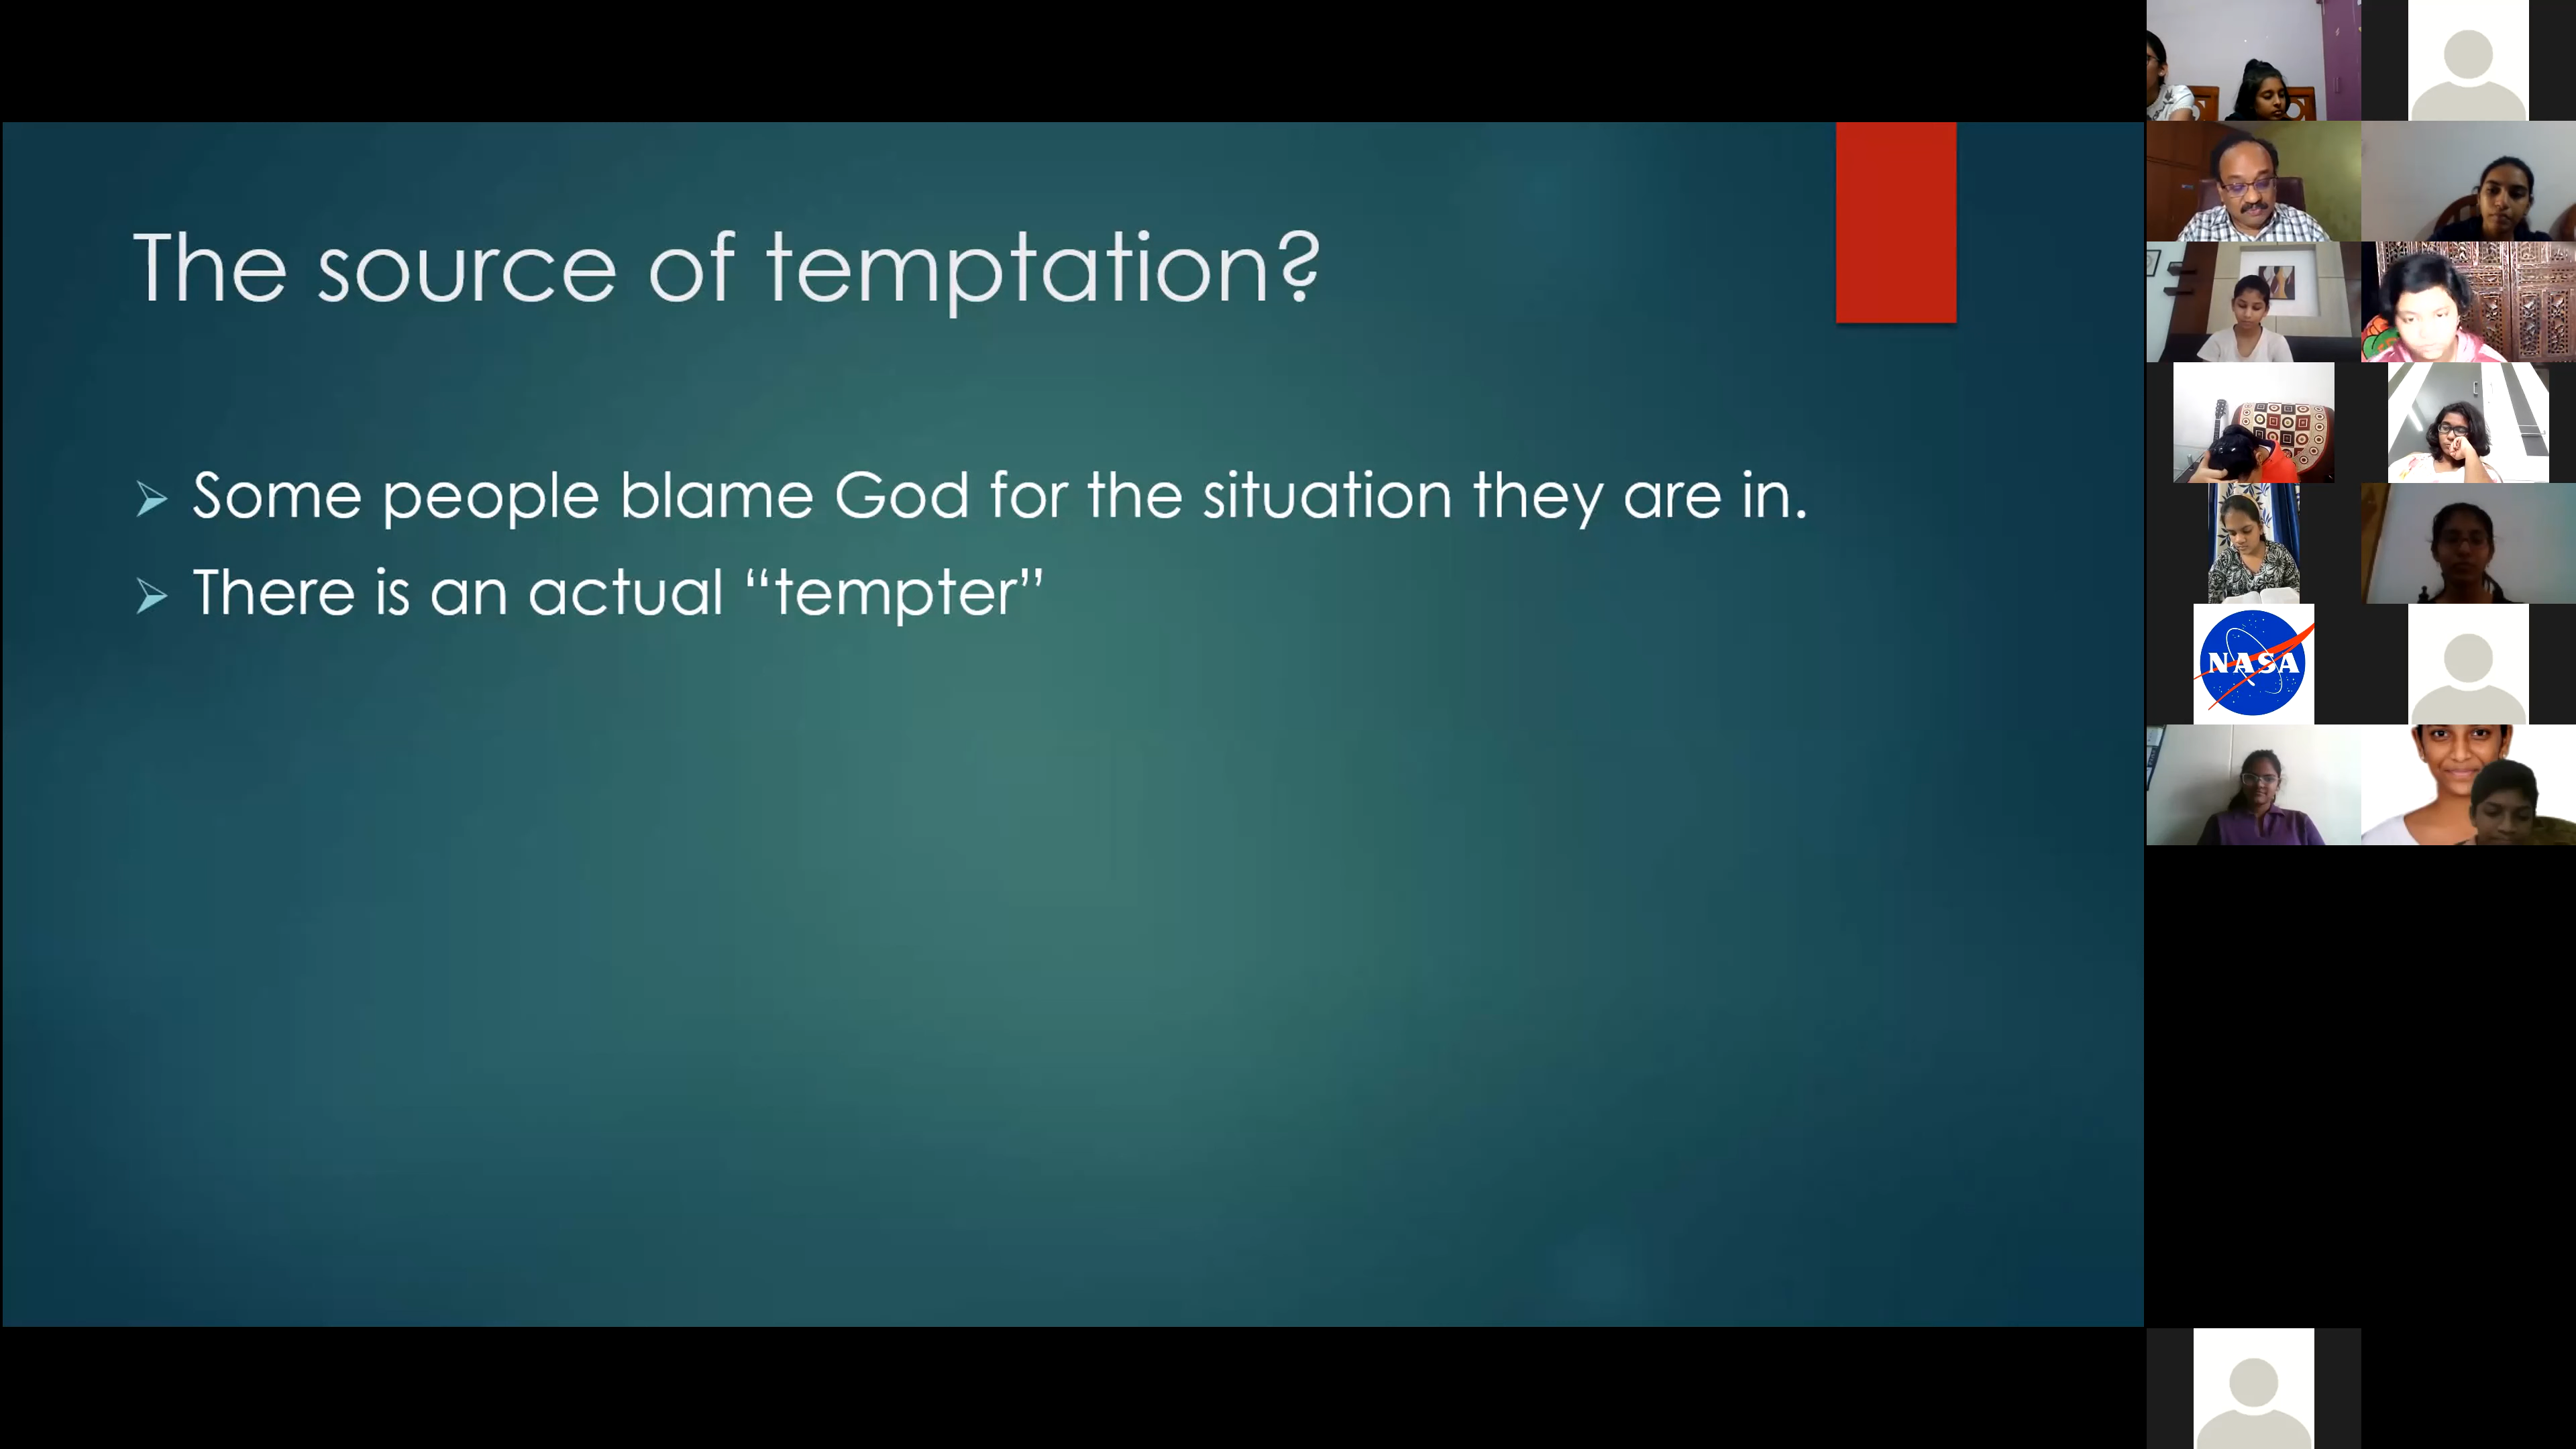 The source of temptation?
Some people blame God for the situation they are in.
There is an actual “tempter”
NASA